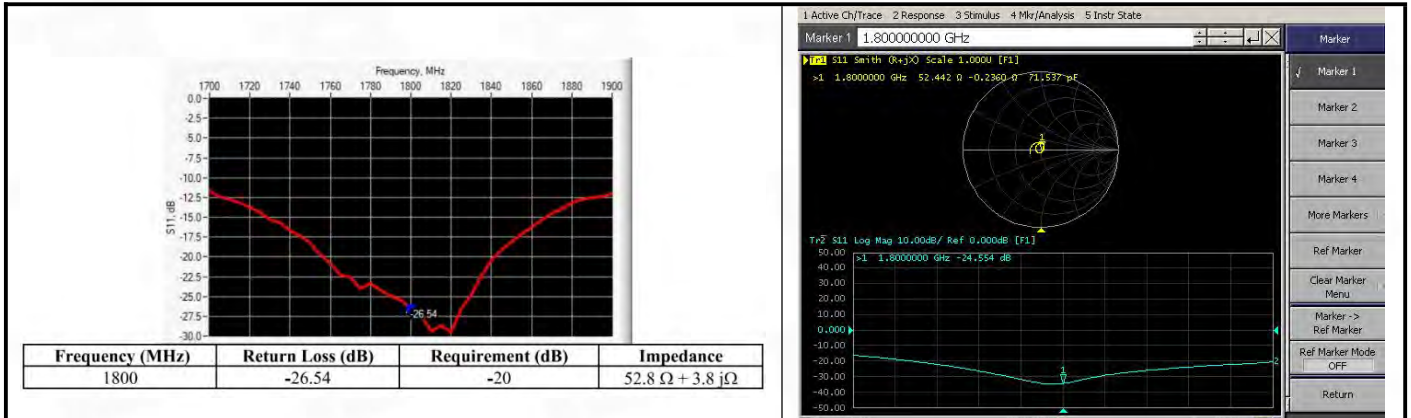 Frequency, MHz
1700 1720 1740 1760 1780 1800 1820 1840 1860 1880 1900
0.0
-2.5
-5.0
-7.5
-10.0
-12.5
-15.0
-17.5
-20.0
-22.5
-25.0
-27.5
-30.0
S11, dB
-26.54
Frequency (MHz) Return Loss (dB) Requirement (dB) Impedance
1800 -26.54 -20 52.8 Ω + 3.8 jΩ
1 Active Ch/Trace 2 Response 3 Stimulus 4 Mkr/Analysis 5 Instr State
Marker 1 1.800000000 GHz
Tr1 S11 Smith (R+jX) Scale 1.000U [F1]
>1 1.8000000 GHz 52.442 Ω -0.2360 Ω 71.537 pF
1
Tr2 S11 Log Mag 10.00dB/ Ref 0.000dB [F1]
>1 1.8000000 GHz -24.554 dB
50.00
40.00
30.00
20.00
10.00
0.000
-10.00
-20.00
-30.00
-40.00
-50.00
1
2
Marker
√ Marker 1
Marker 2
Marker 3
Marker 4
More Markers
Ref Marker
Clear Marker
Menu
Marker ->
Ref Marker
Ref Marker Mode
OFF
Return